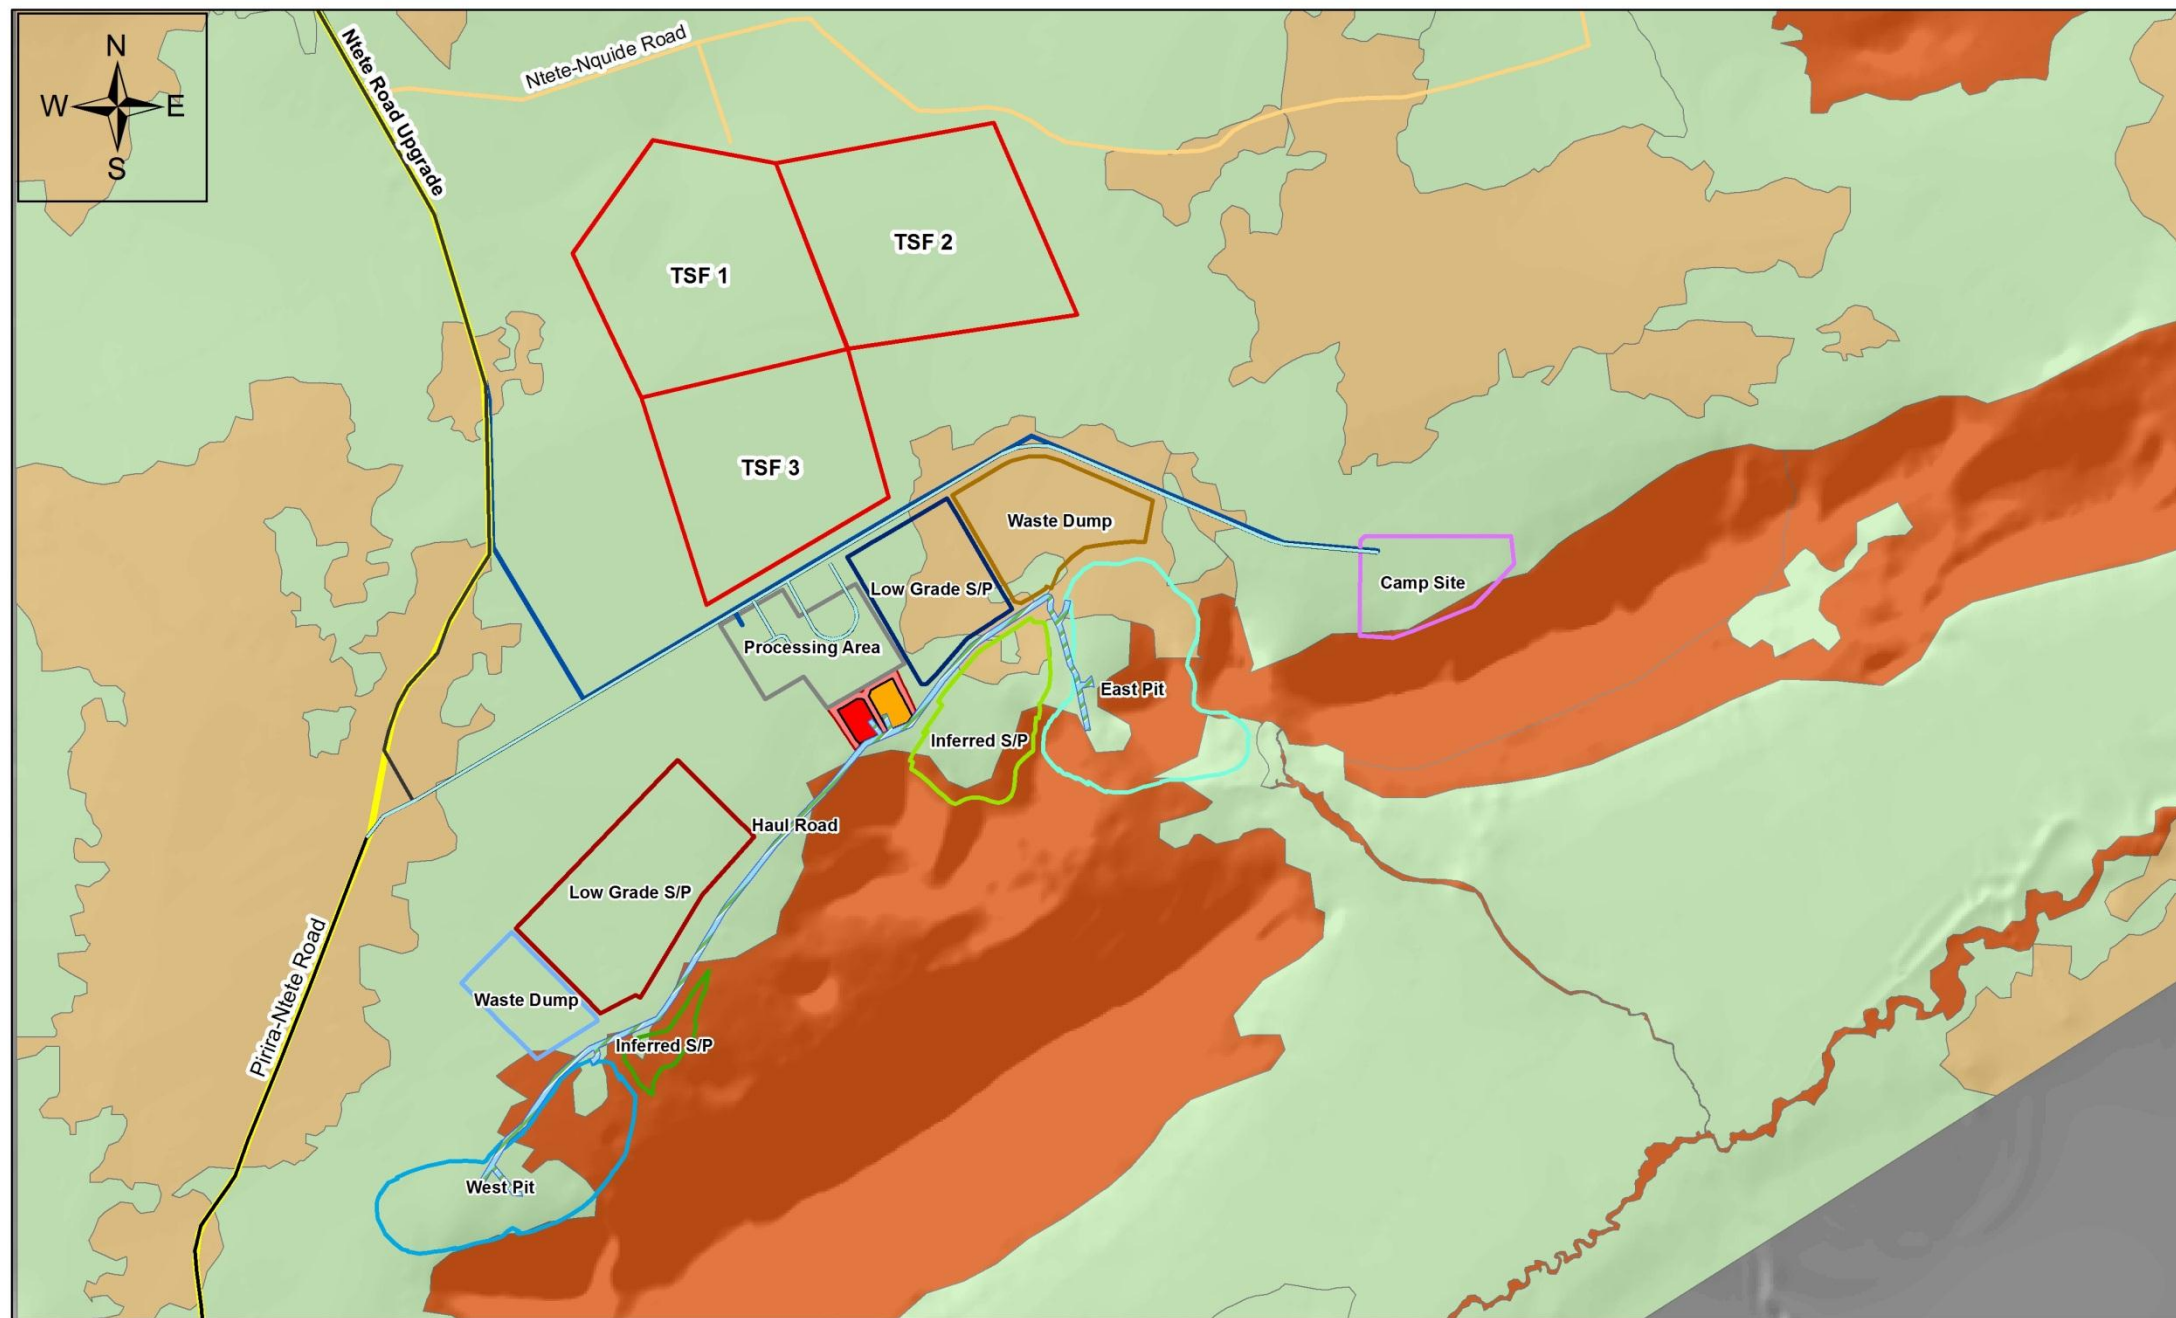 N
W E
S
Ntete Road Upgrade
Ntete-Nquide Road
TSF 1
TSF 2
TSF 3
Waste Dump
Low Grade S/P
Camp Site
Processing Area
East Pit
Inferred S/P
Haul Road
Low Grade S/P
Waste Dump
Inferred S/P
Pirira-Ntete Road
West Pit